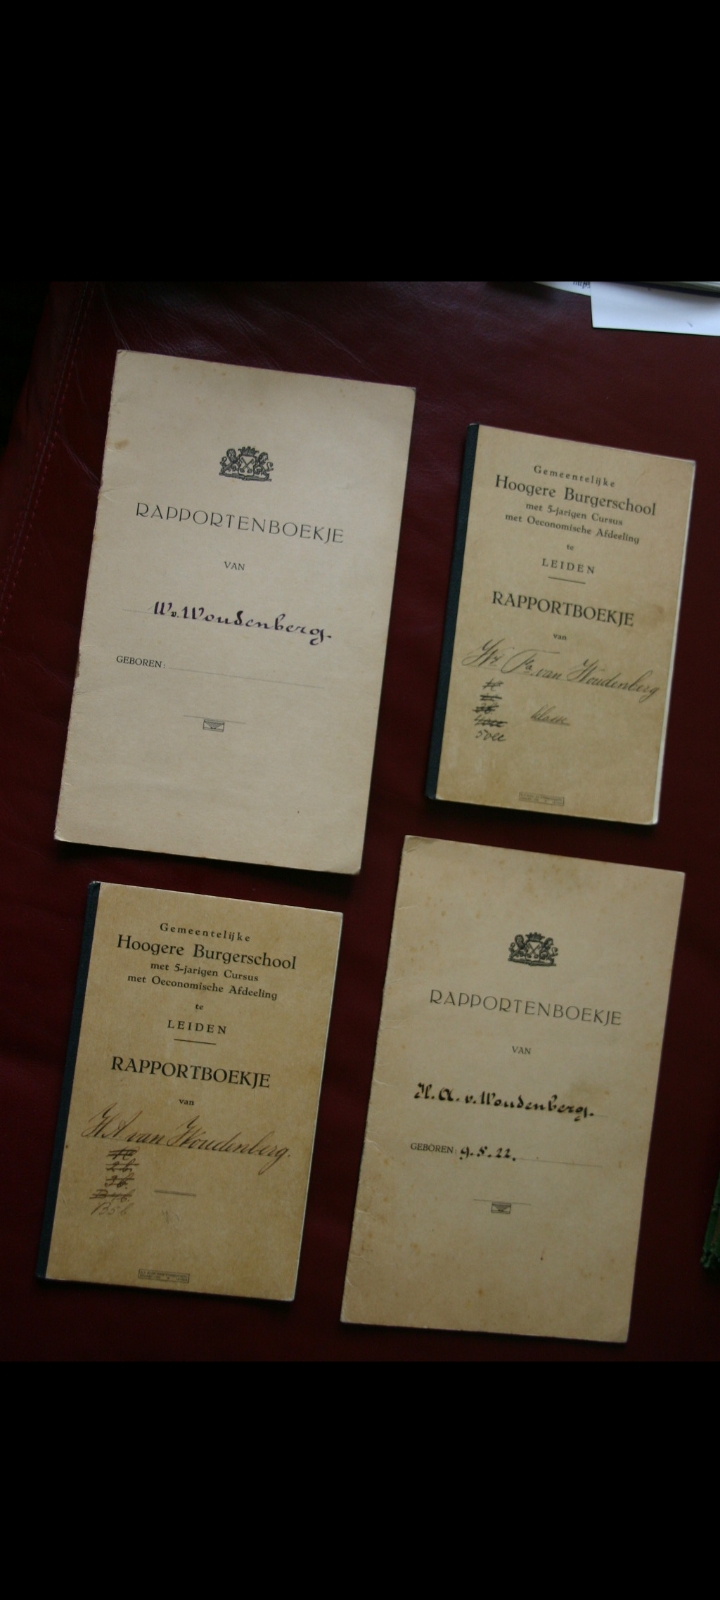 RAPPORTENBOEKJE
VAN
W. v. Woudenberg.
GEBOREN:
Gemeentelijke
Hoogere Burgerschool
met 5-jarigen Cursus
met Oeconomische Afdeeling
te
LEIDEN
RAPPORTBOEKJE
van
van Woudenberg
klasse
Gemeentelijke
Hoogere Burgerschool
met 5-jarigen Cursus
met Oeconomische Afdeeling
te
LEIDEN
RAPPORTBOEKJE
van
H A van Woudenberg.
RAPPORTENBOEKJE
VAN
H. A. v. Woudenberg.
GEBOREN: 9.8.22.